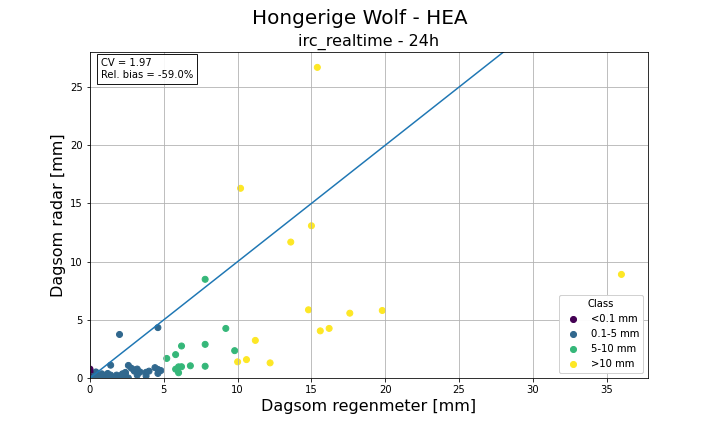 Hongerige Wolf - HEA
irc_realtime - 24h
CV = 1.97
Rel. bias = -59.0%
Dagsom radar [mm]
25
20
15
10
5
0
0
5
10
15
20
25
30
35
Dagsom regenmeter [mm]
Class
<0.1 mm
0.1-5 mm
5-10 mm
>10 mm